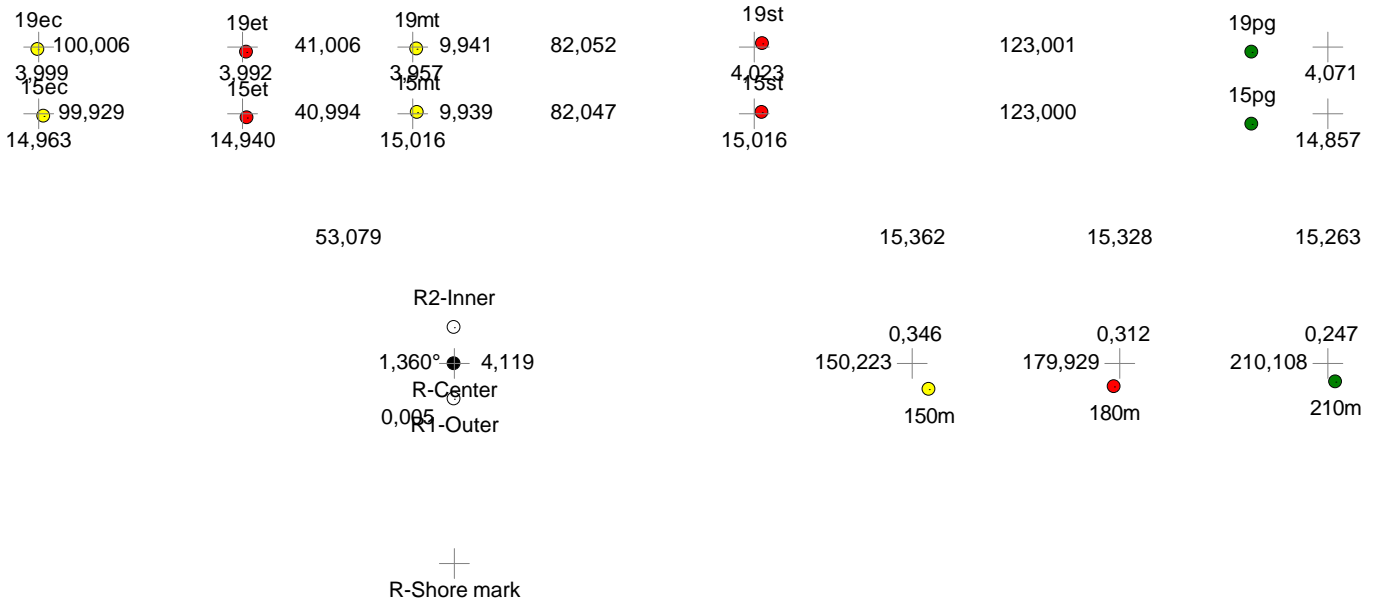 19ec 19et 19mt 19st 19pg
100,006 41,006 9,941 82,052 123,001
3,999 3,992 3,957 4,023 4,071
15ec 15et 15mt 15st 15pg
99,929 40,994 9,939 82,047 123,000
14,963 14,940 15,016 15,016 14,857
53,079 15,362 15,328 15,263
R2-Inner
0,346 0,312 0,247
1,360° 4,119 150,223 179,929 210,108
R-Center
0,005 150m 180m 210m
R1-Outer
R-Shore mark